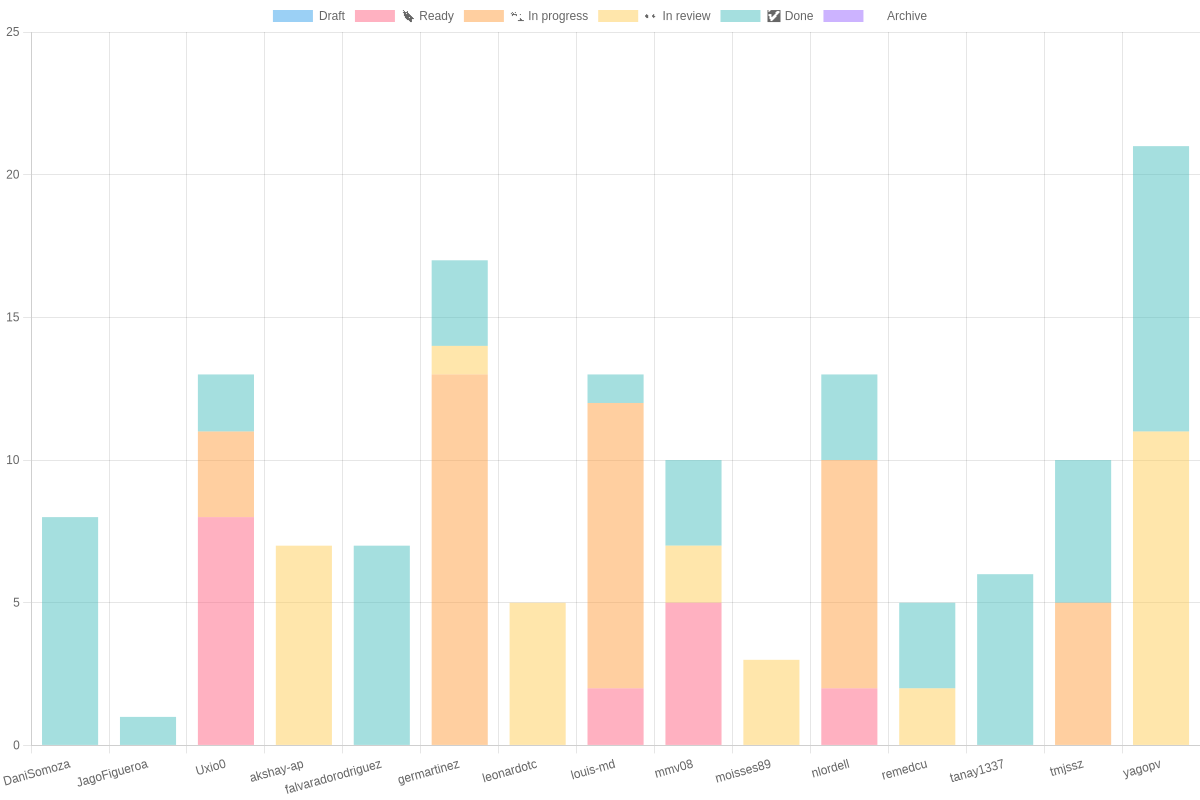 Draft Ready In progress In review Done Archive
25
20
15
10
5
0
DaniSomoza
JagoFigueroa
Uxio0
akshay-ap
falvaradorodriguez
germartinez
leonardotc
louis-md
mmv08
moisses89
nlordell
remedcu
tanay1337
tmjssz
yagopv